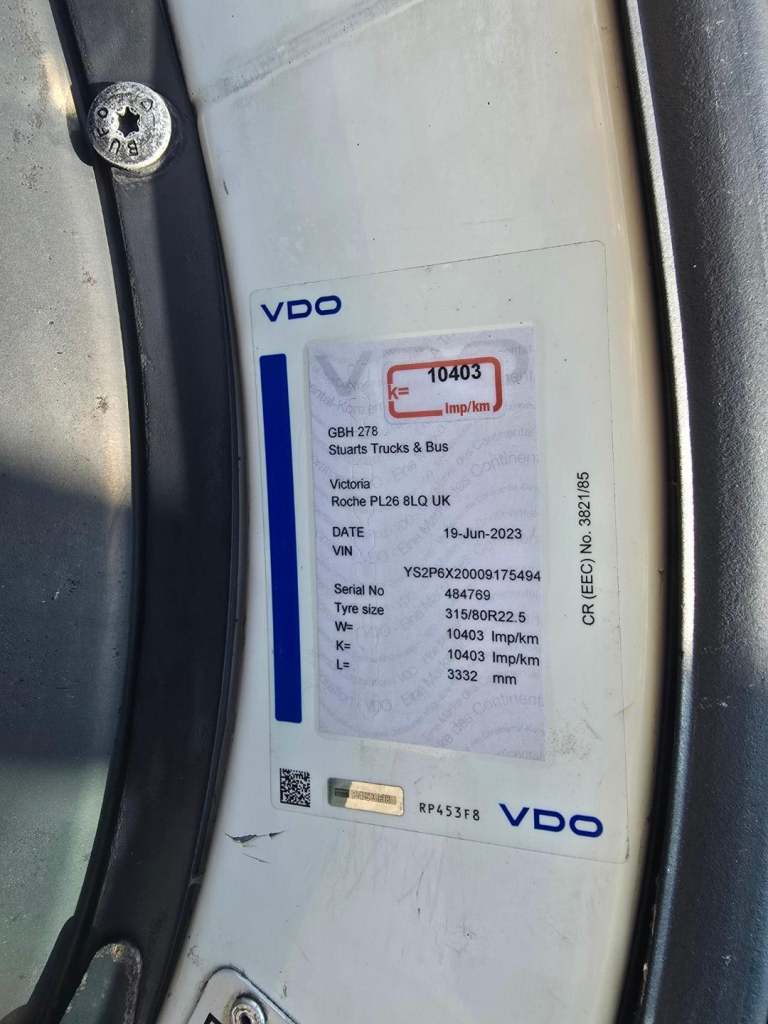 BUFO
VDO
k= 10403
Imp/km
GBH 278
Stuarts Trucks & Bus
Victoria
Roche PL26 8LQ UK
DATE 19-Jun-2023
VIN
YS2P6X20009175494
Serial No 484769
Tyre size 315/80R22.5
W= 10403 Imp/km
K= 10403 Imp/km
L= 3332 mm
CR (EEC) No. 3821/85
RP453F8
VDO